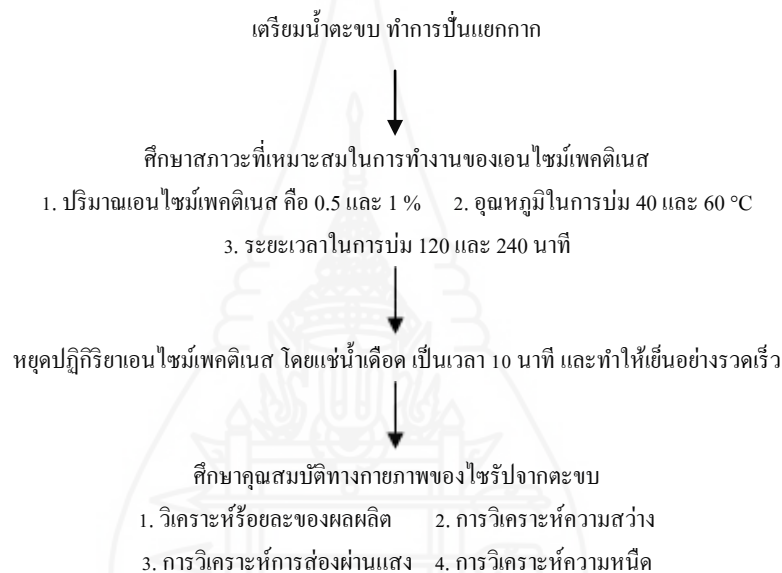 เตรียมน้ำตะขบ ทำการปั่นแยกกาก
ศึกษาสภาวะที่เหมาะสมในการทำงานของเอนไซม์เพคติเนส
1. ปริมาณเอนไซม์เพคติเนส คือ 0.5 และ 1 % 2. อุณหภูมิในการบ่ม 40 และ 60 °C
3. ระยะเวลาในการบ่ม 120 และ 240 นาที
หยุดปฏิกิริยาเอนไซม์เพคติเนส โดยแช่น้ำเดือด เป็นเวลา 10 นาที และทำให้เย็นอย่างรวดเร็ว
ศึกษาคุณสมบัติทางกายภาพของไซรัปจากตะขบ
1. วิเคราะห์ร้อยละของผลผลิต 2. การวิเคราะห์ความสว่าง
3. การวิเคราะห์การส่องผ่านแสง 4. การวิเคราะห์ความหนืด